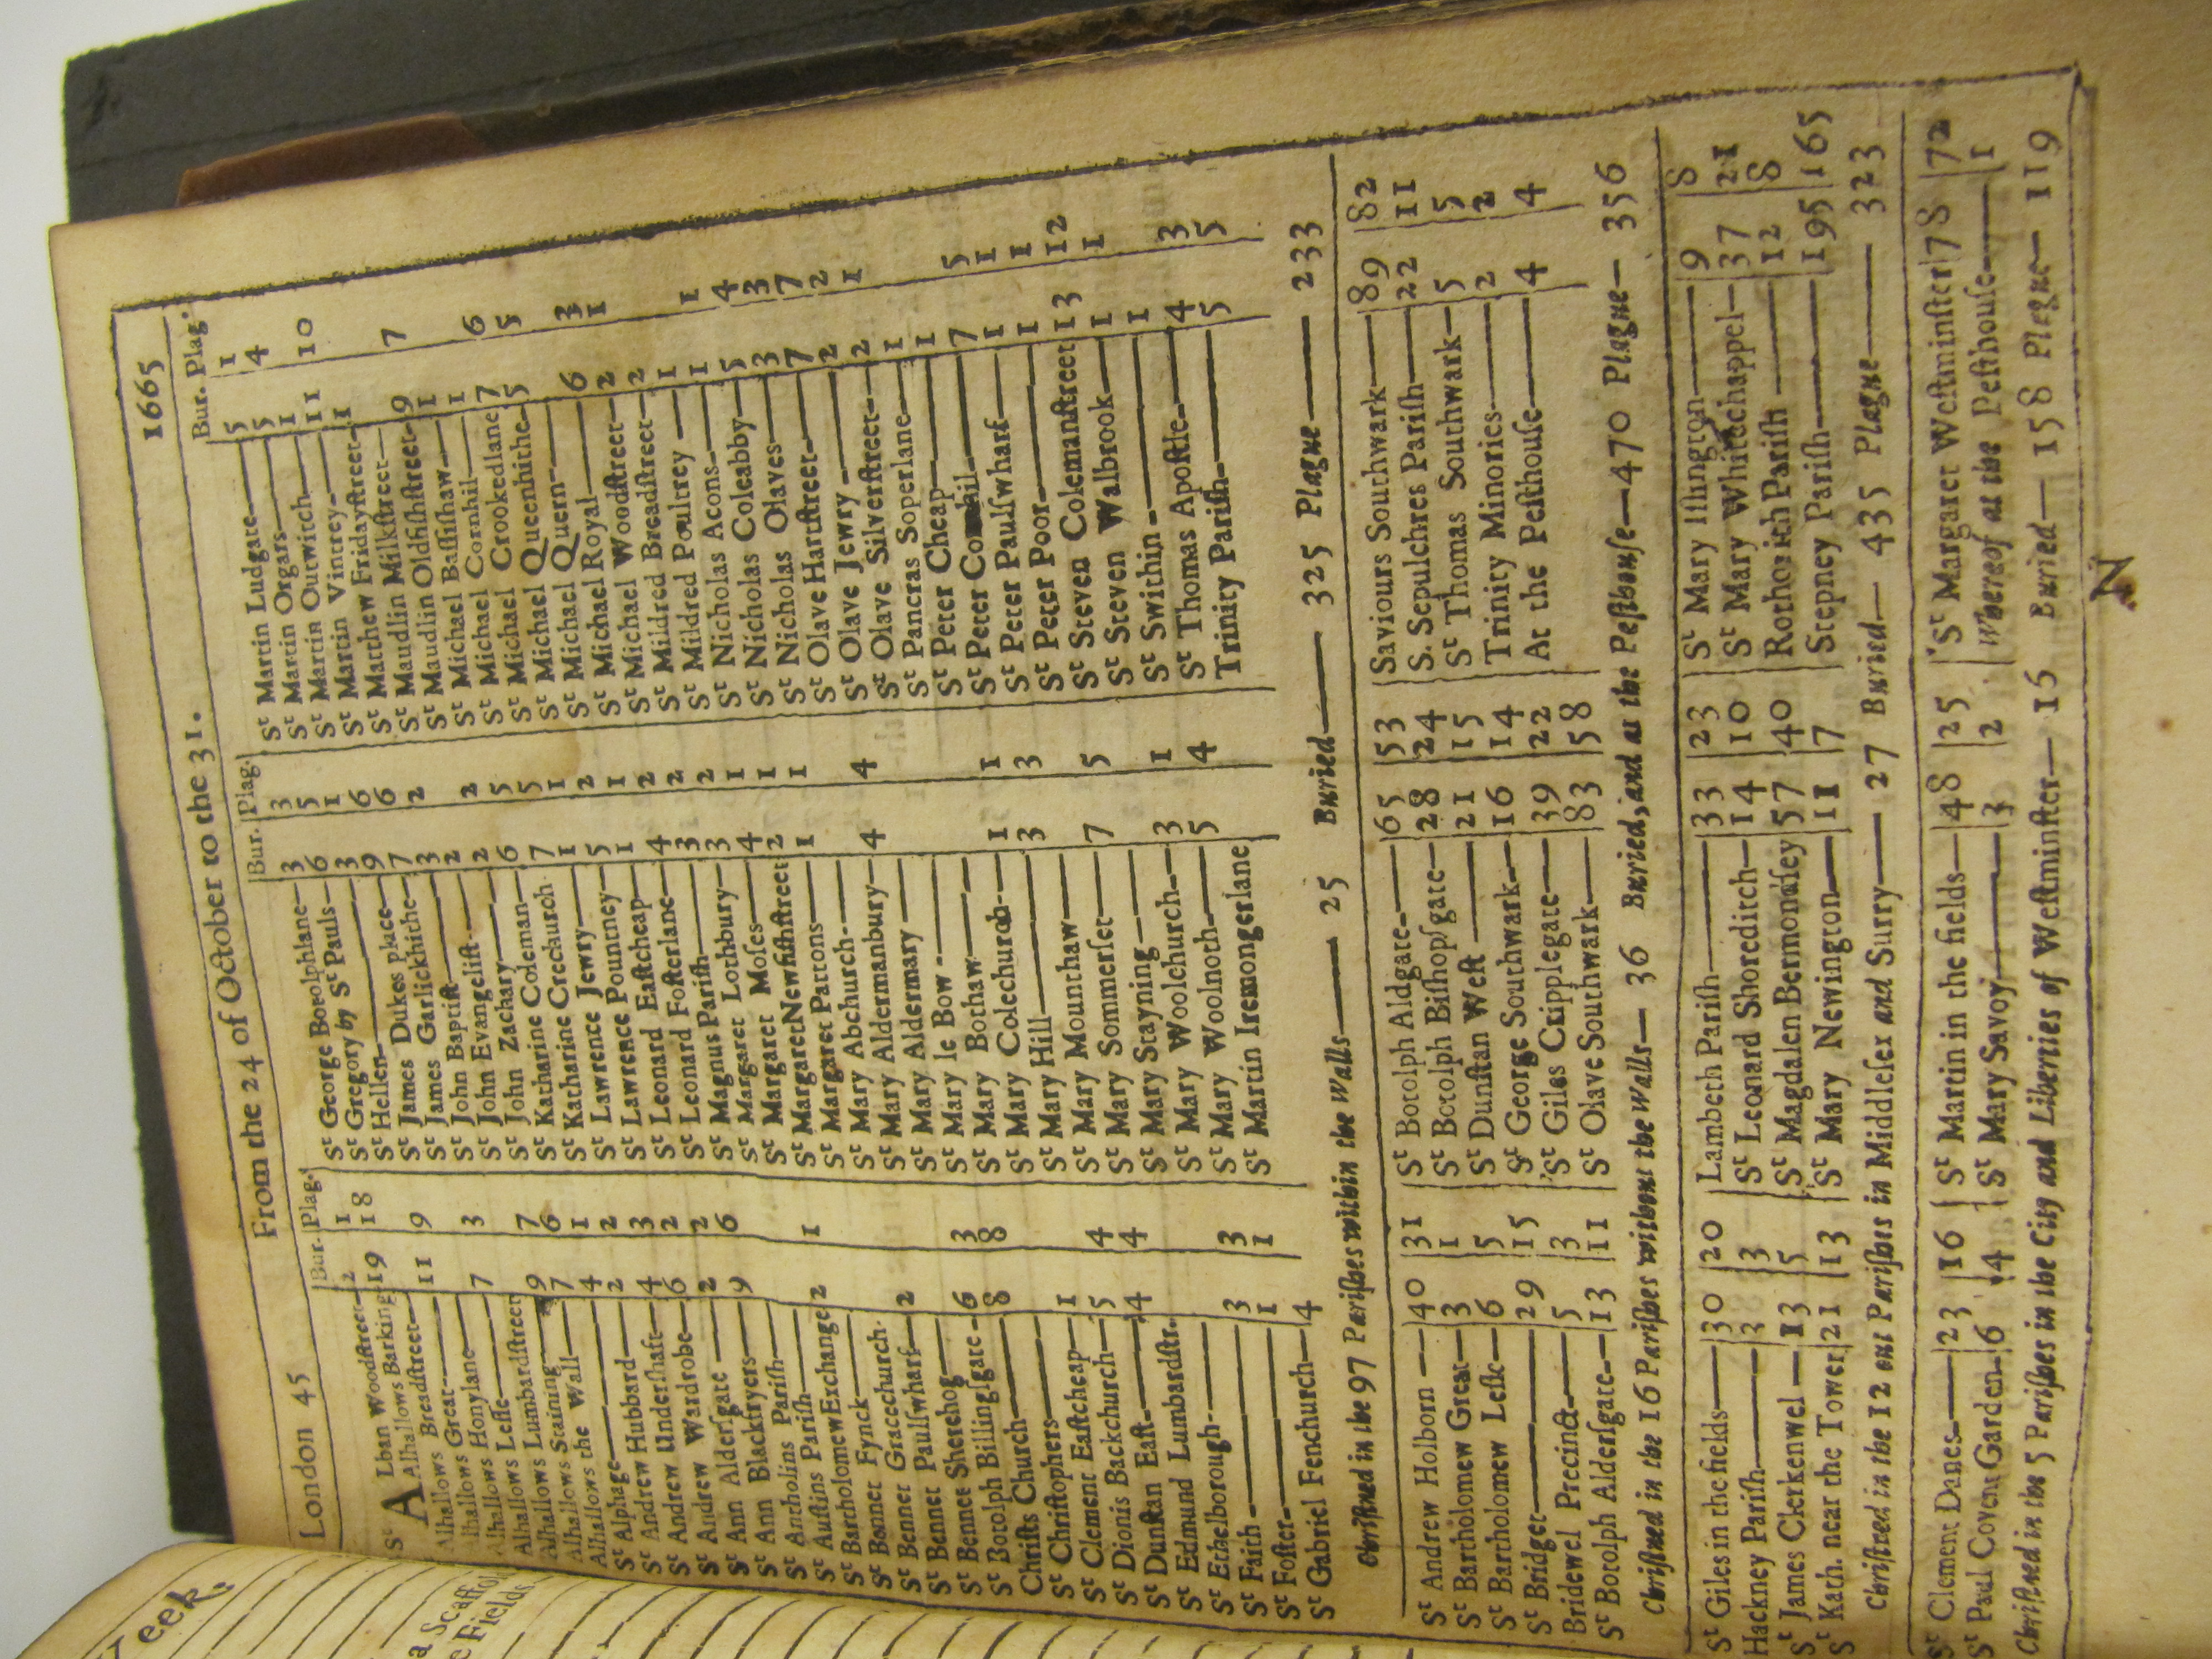 eek.
a Scaffol
e Fields
London 45 From the 24 of October to the 31. 1665
Bur. Plag.
St Alban Woodſtreet 2 1
Alhallows Barking 19 18
Alhallows Breadſtreet
Alhallows Great 11 9
Alhallows Honylane
Alhallows Leſſe 7 3
Alhallows Lumbardſtreet
Alhallows Staining 9 7
Alhallows the Wall 7 6
St Alphage 4 1
St Andrew Hubbard 2 2
St Andrew Underſhaft 4 3
St Andrew Wardrobe 6 2
St Ann Alderſgate 2 2
St Ann Blackfryers 9 6
St Antholins Pariſh
St Auſtins Pariſh
St Bartholomew Exchange 2 1
St Bennet Fynck
St Bennet Gracechurch
St Bennet Paulſwharf 2
St Bennet Sherehog
St Botolph Billingſgate 6 3
Chriſts Church 8 8
St Chriſtophers
St Clement Eaſtcheap 1
St Dionis Backchurch 5 4
St Dunſtan Eaſt 4 4
St Edmund Lumbardſtr.
St Ethelborough
St Faith 3 3
St Foſter 1 1
St Gabriel Fenchurch 4
Bur. Plag.
St George Botolphlane 3 3
St Gregory by St Pauls 6 5
St Hellen 3 1
St James Dukes place 9 6
St James Garlickhithe 7 6
St John Baptiſt 3 2
St John Evangeliſt 2
St John Zachary 2 2
St Katharine Coleman 6 5
St Katharine Crechurch 7 5
St Lawrence Jewry 1 1
St Lawrence Pountney 5 2
St Leonard Eaſtcheap 1 1
St Leonard Foſterlane 4 2
St Magnus Pariſh 3 2
St Margaret Lothbury 3 2
St Margaret Moſes 4 1
St Margaret Newfiſhſtreet 2 1
St Margaret Pattons 1 1
St Mary Abchurch
St Mary Aldermanbury 4 4
St Mary Aldermary
St Mary le Bow
St Mary Bothaw
St Mary Colechurch 1 1
St Mary Hill 3 3
St Mary Mounthaw
St Mary Sommerſet 7 5
St Mary Stayning
St Mary Woolchurch 3 1
St Mary Woolnoth 5 4
St Martin Iremongerlane
Bur. Plag.
St Martin Ludgate 5 1
St Martin Orgars 5 4
St Martin Outwitch 1
St Martin Vintrey 11 10
St Matthew Fridayſtreet 1
St Maudlin Milkſtreet
St Maudlin Oldfiſhſtreet 9 7
St Michael Baſſiſhaw 1
St Michael Cornhil 1
St Michael Crookedlane 7 6
St Michael Queenhithe 5 5
St Michael Quern
St Michael Royal 6 3
St Michael Woodſtreet 2 1
St Mildred Breadſtreet 2
St Mildred Poultrey 1
St Nicholas Acons 1 1
St Nicholas Coleabby 5 4
St Nicholas Olaves 3 3
St Olave Hartſtreet 7 7
St Olave Jewry 2 2
St Olave Silverſtreet 2 1
St Pancras Soperlane 1
St Peter Cheap 1
St Peter Cornhil 7 5
St Peter Paulſwharf 1 1
St Peter Poor 1 1
St Steven Colemanſtreet 13 12
St Steven Walbrook 1 1
St Swithin 1
St Thomas Apoſtle 4 3
Trinity Pariſh 5 5
Chriſtned in the 97 Pariſhes within the Walls— 25 Buried— 325 Plague— 233
St Andrew Holborn 40 31
St Bartholomew Great 3 1
St Bartholomew Leſſe 6 5
St Bridget 29 15
Bridewel Precinct 5 3
St Botolph Alderſgate 13 11
St Botolph Aldgate 65 53
St Botolph Biſhopſgate 28 24
St Dunſtan Weſt 21 15
St George Southwark 16 14
St Giles Cripplegate 39 22
St Olave Southwark 83 58
Saviours Southwark 89 82
S. Sepulchres Pariſh 22 11
St Thomas Southwark 5 5
Trinity Minories 2 2
At the Peſthouſe 4 4
Chriſtned in the 16 Pariſhes without the Walls— 36 Buried, and at the Peſthouſe—470 Plague— 356
St Giles in the fields 30 20
Hackney Pariſh 3 3
St James Clerkenwel 13 5
St Kath. near the Tower 21 13
Lambeth Pariſh 33 23
St Leonard Shoreditch 14 10
St Magdalen Bermondſey 57 40
St Mary Newington 11 7
St Mary Iſlington 9 8
St Mary Whitechappel 37 21
Rothorith Pariſh 12 8
Stepney Pariſh 195 165
Chriſtned in the 12 out Pariſhes in Middleſex and Surry— 27 Buried— 435 Plague— 323
St Clement Danes 23 16
St Paul Covent Garden 6 4
St Martin in the fields 48 25
St Mary Savoy 3 2
St Margaret Weſtminſter 78 72
Whereof at the Peſthouſe 1
Chriſtned in the 5 Pariſhes in the City and Liberties of Weſtminſter— 15 Buried— 158 Plague— 119
N